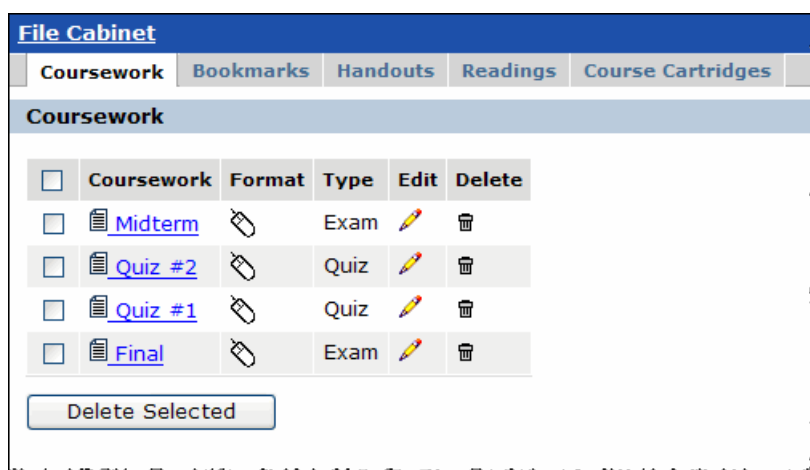 File Cabinet
Coursework Bookmarks Handouts Readings Course Cartridges
Coursework
Coursework Format Type Edit Delete
Midterm Exam
Quiz #2 Quiz
Quiz #1 Quiz
Final Exam
Delete Selected